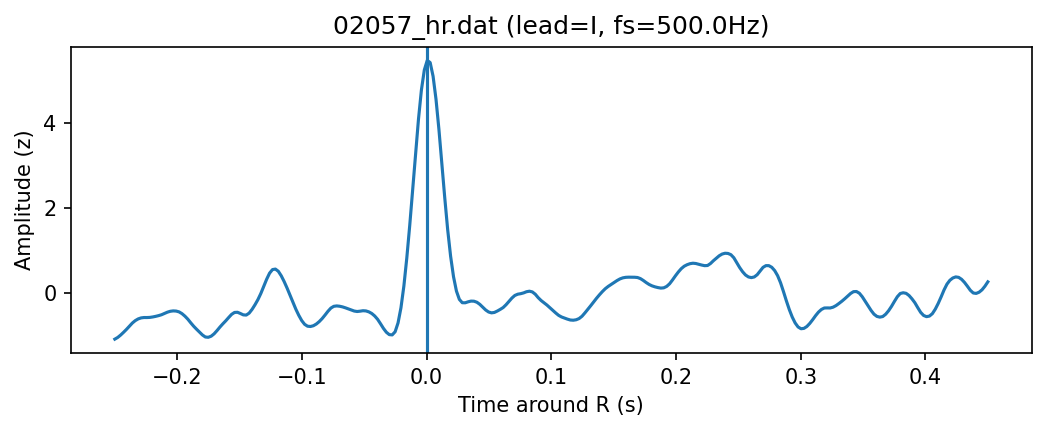 02057_hr.dat (lead=I, fs=500.0Hz)
Amplitude (z)
4
2
0
−0.2 −0.1 0.0 0.1 0.2 0.3 0.4
Time around R (s)